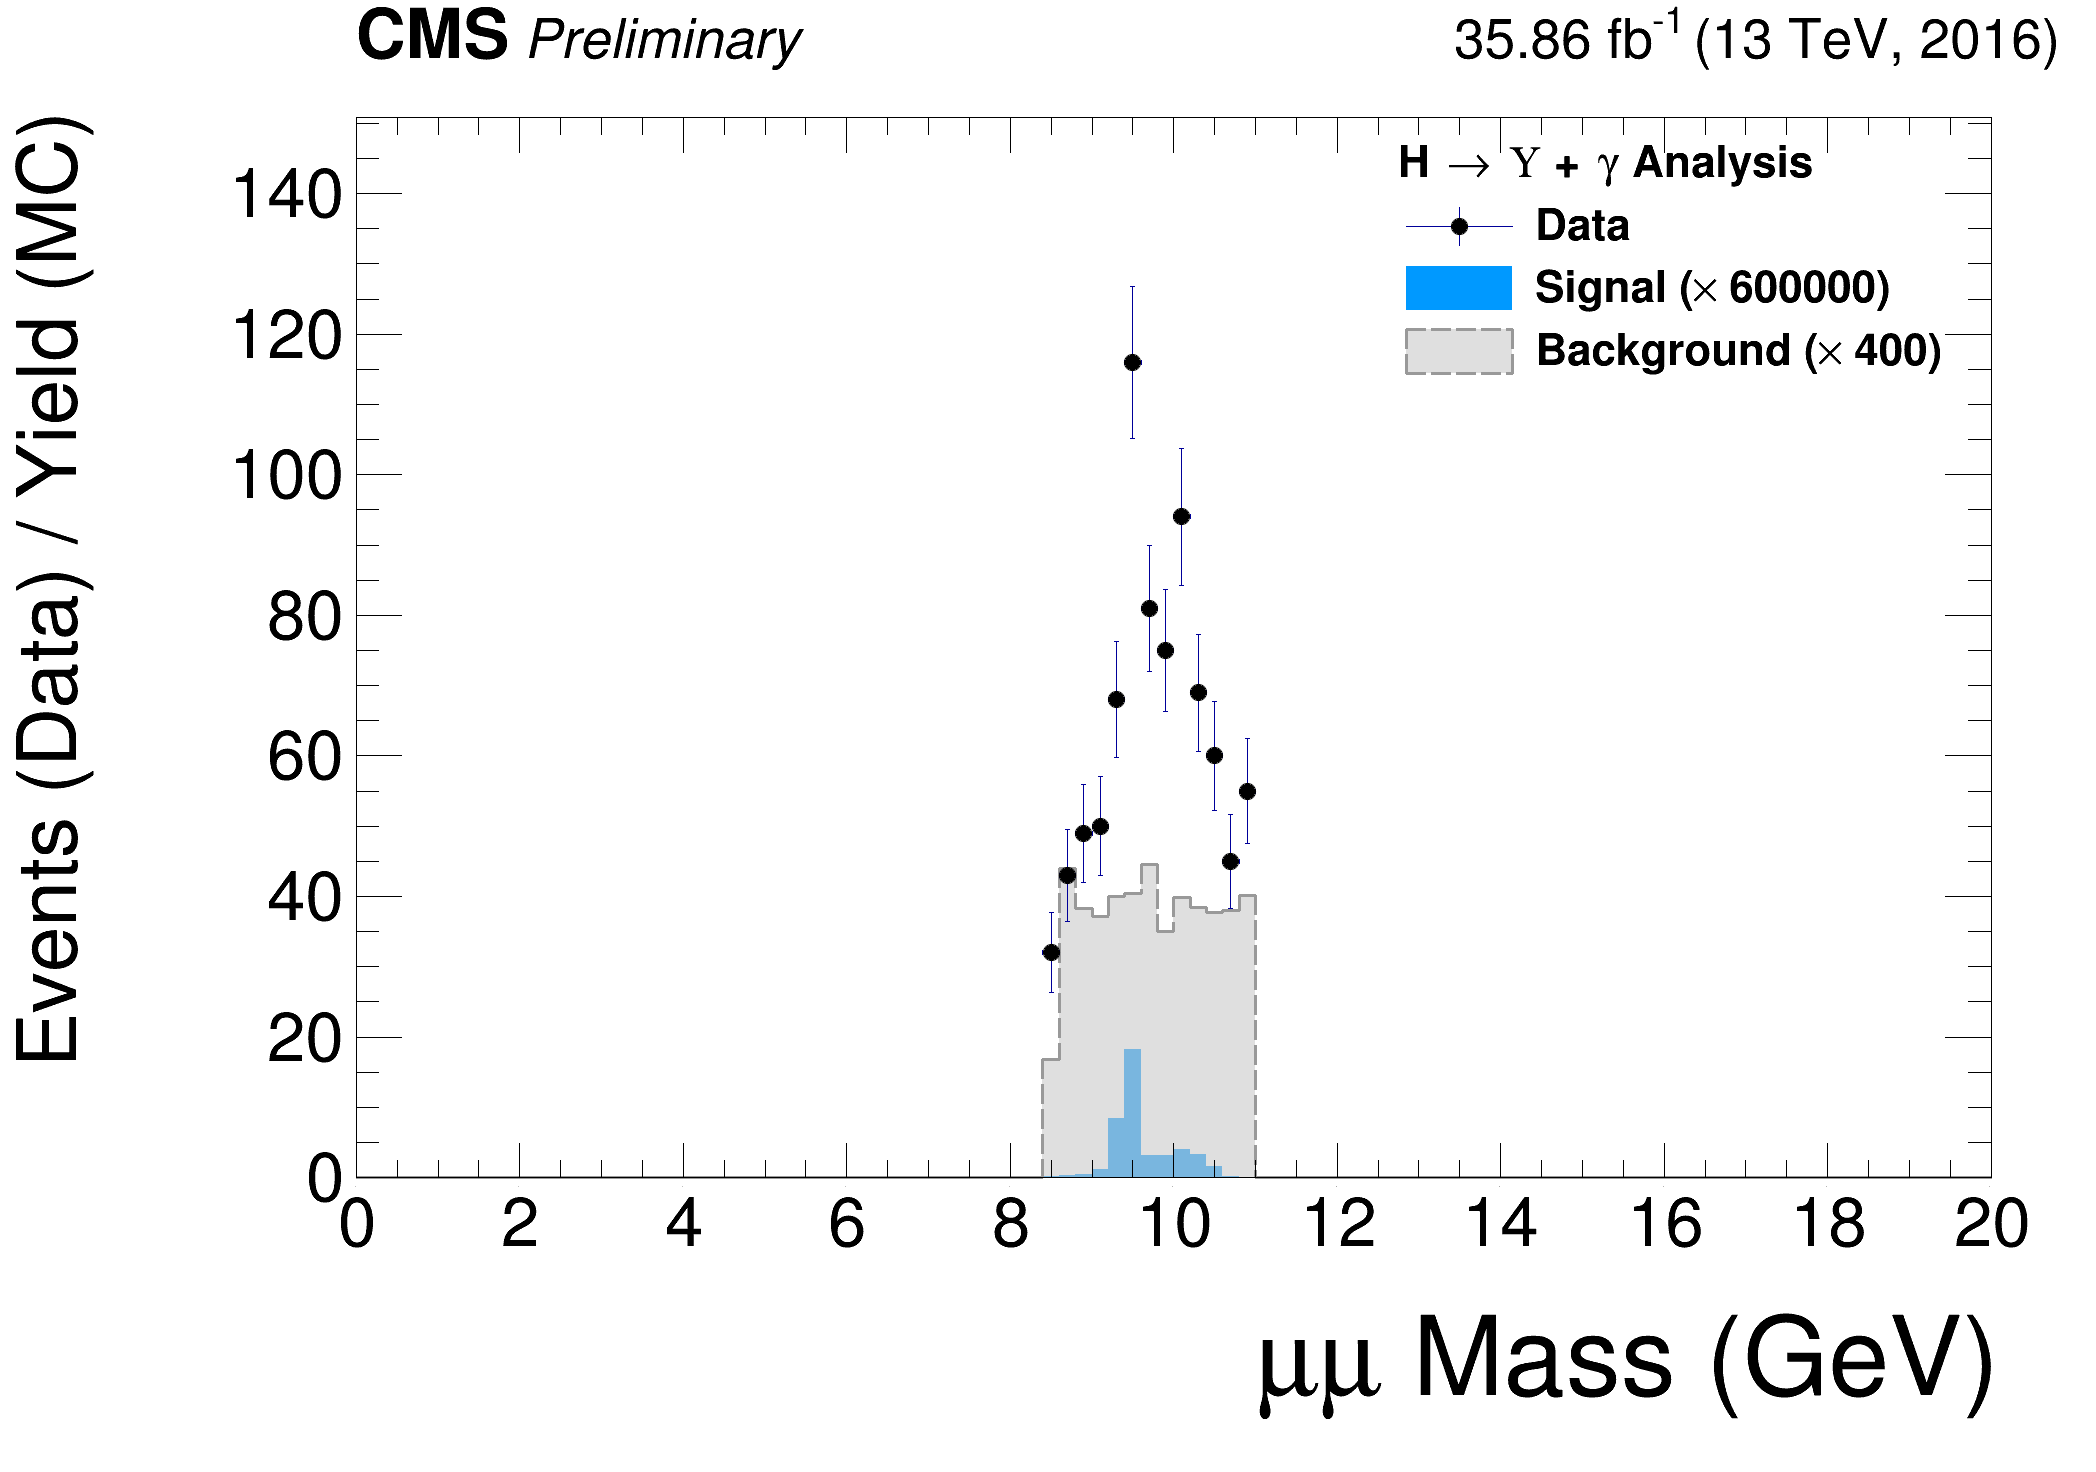 CMS Preliminary
35.86 fb-1 (13 TeV, 2016)
Events (Data) / Yield (MC)
H → ϒ + γ Analysis
Data
Signal (× 600000)
Background (× 400)
140
120
100
80
60
40
20
0
0 2 4 6 8 10 12 14 16 18 20
μμ Mass (GeV)